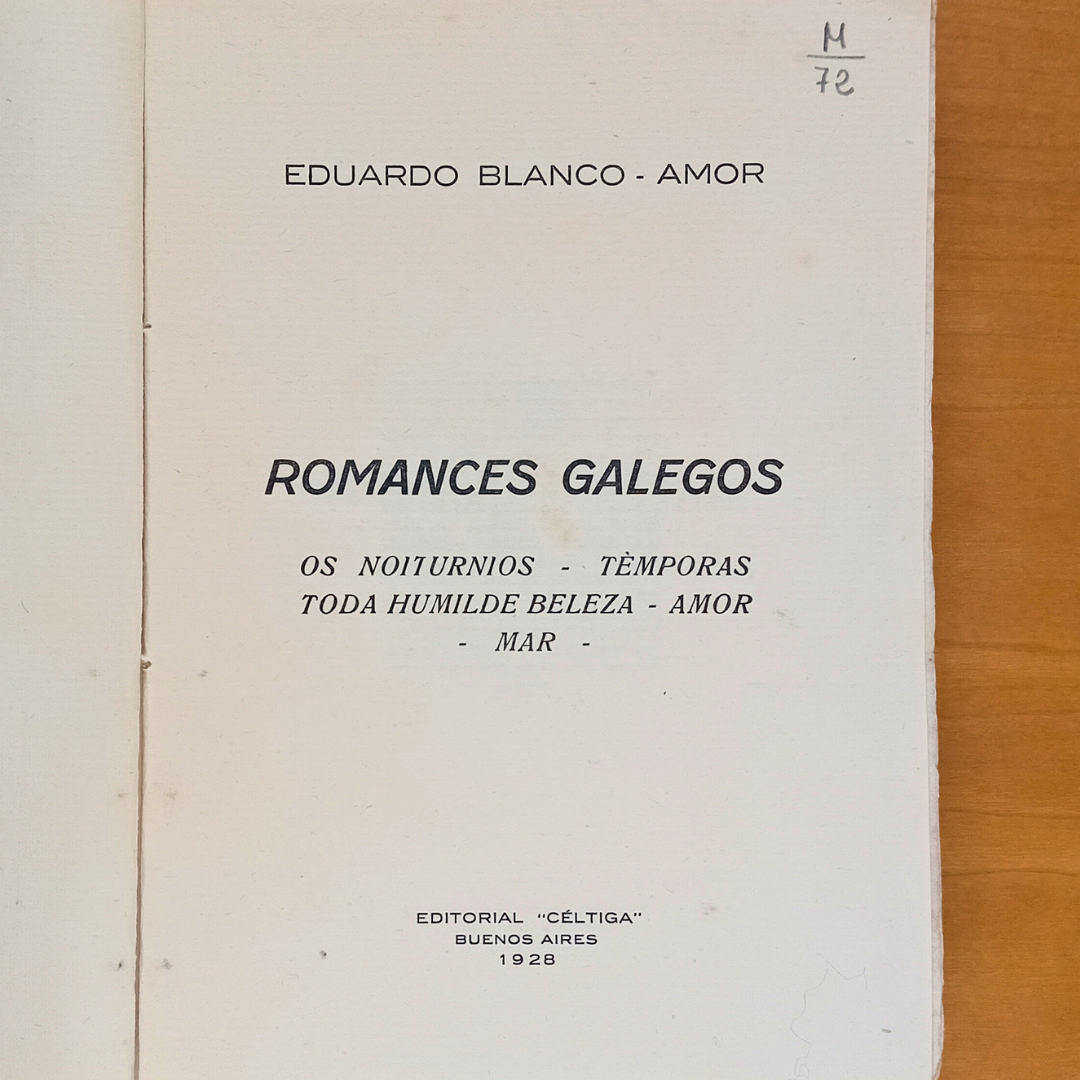 M
72
EDUARDO BLANCO - AMOR
ROMANCES GALEGOS
OS NOITURNIOS - TÈMPORAS
TODA HUMILDE BELEZA - AMOR
- MAR -
EDITORIAL "CÉLTIGA"
BUENOS AIRES
1928